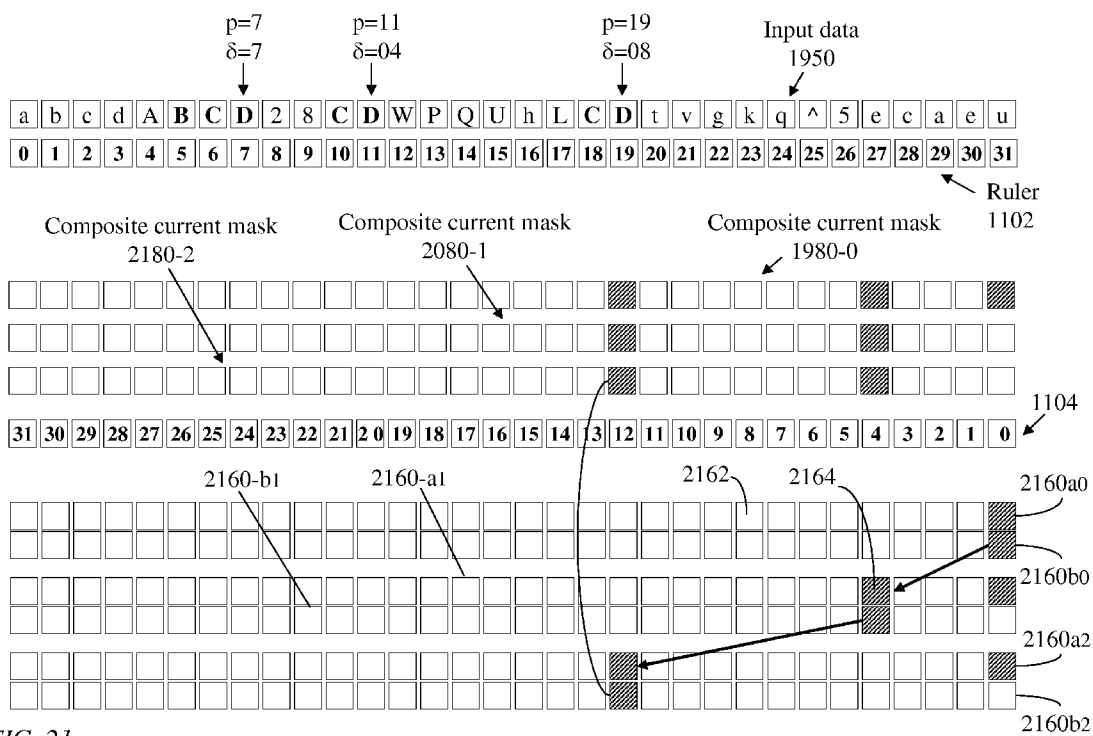 p=7 p=11 p=19 Input data
δ=7 δ=04 δ=08 1950
a b c d A B C D 2 8 C D W P Q U h L C D t v g k q ^ 5 e c a e u
0 1 2 3 4 5 6 7 8 9 10 11 12 13 14 15 16 17 18 19 20 21 22 23 24 25 26 27 28 29 30 31
Ruler
1102
Composite current mask Composite current mask Composite current mask
2180-2 2080-1 1980-0
1104
31 30 29 28 27 26 25 24 23 22 21 2 0 19 18 17 16 15 14 13 12 11 10 9 8 7 6 5 4 3 2 1 0
2160-b1 2160-a1 2162 2164 2160a0
2160b0
2160a2
2160b2